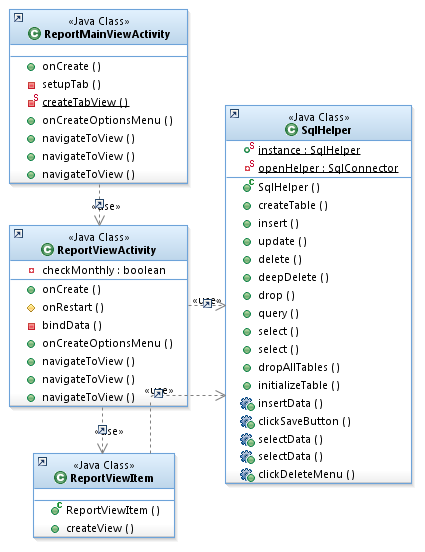 «Java Class»
ReportMainViewActivity
onCreate ( )
setupTab ( )
createTabView ( )
onCreateOptionsMenu ( )
navigateToView ( )
navigateToView ( )
navigateToView ( )
«use»
«Java Class»
ReportViewActivity
checkMonthly : boolean
onCreate ( )
onRestart ( )
bindData ( )
onCreateOptionsMenu ( )
navigateToView ( )
navigateToView ( )
navigateToView ( )
«use»
«use»
«use»
«Java Class»
ReportViewItem
ReportViewItem ( )
createView ( )
«Java Class»
SqlHelper
instance : SqlHelper
openHelper : SqlConnector
SqlHelper ( )
createTable ( )
insert ( )
update ( )
delete ( )
deepDelete ( )
drop ( )
query ( )
select ( )
select ( )
dropAllTables ( )
initializeTable ( )
insertData ( )
clickSaveButton ( )
selectData ( )
selectData ( )
clickDeleteMenu ( )